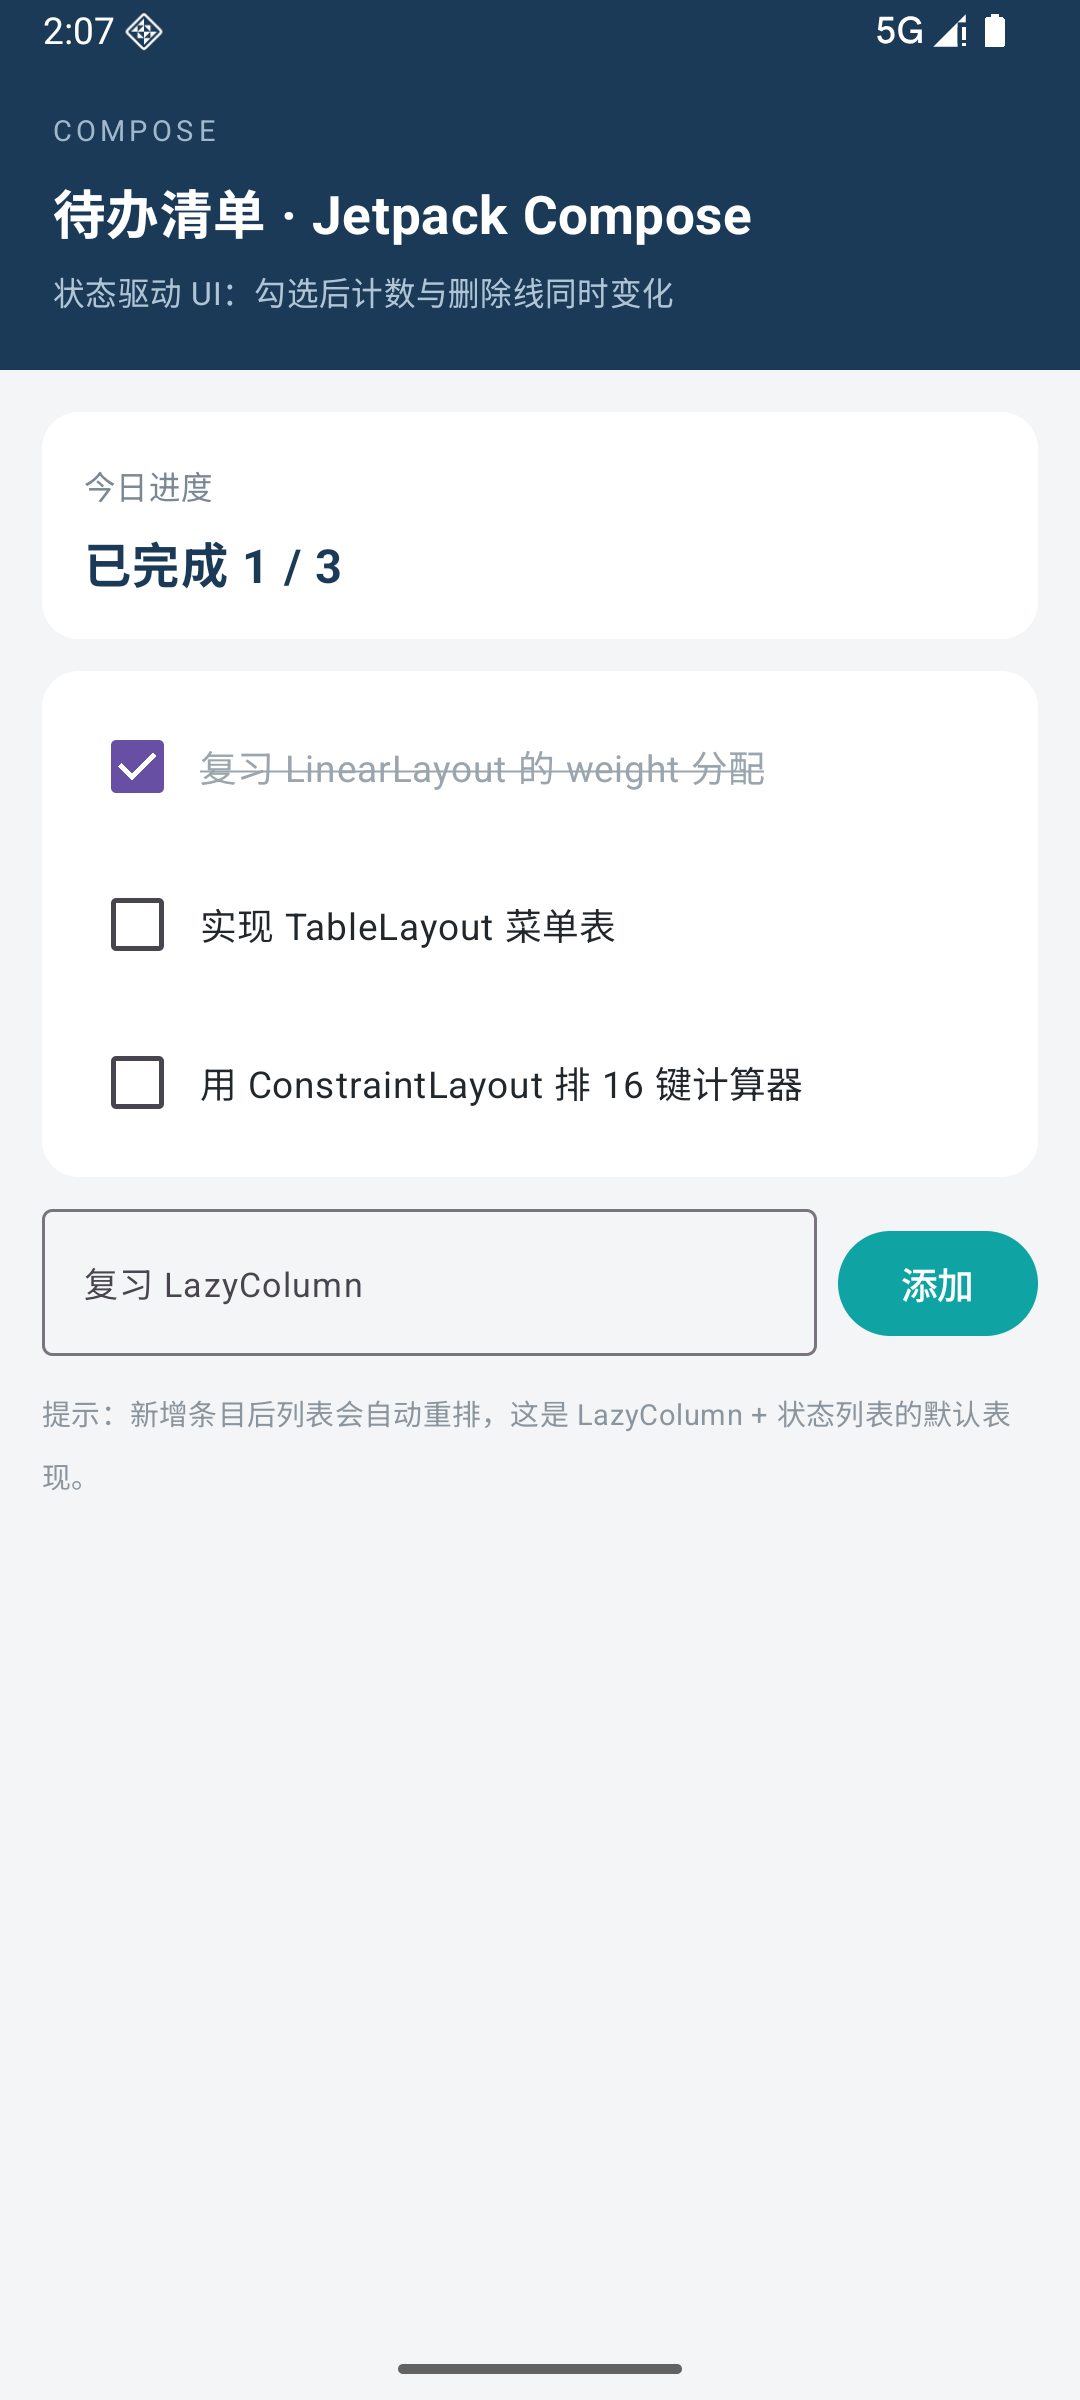 2:07
5G
COMPOSE
待办清单 · Jetpack Compose
状态驱动 UI：勾选后计数与删除线同时变化
今日进度
已完成 1 / 3
复习 LinearLayout 的 weight 分配
实现 TableLayout 菜单表
用 ConstraintLayout 排 16 键计算器
复习 LazyColumn
添加
提示：新增条目后列表会自动重排，这是 LazyColumn + 状态列表的默认表
现。